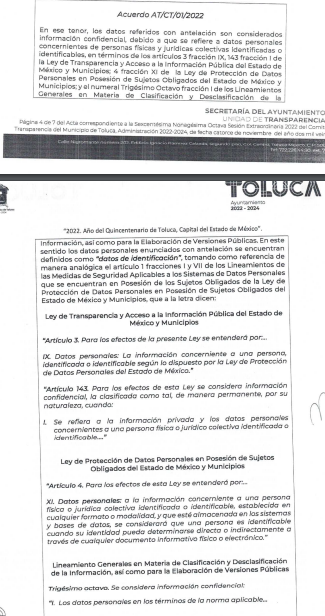 Acuerdo AT/CT/01/2022
En ese tenor, los datos referidos con antelación son considerados
información confidencial, debido a que se refiere a datos personales
concernientes de personas físicas y jurídicas colectivas identificadas o
identificables, en términos de los artículos 3 fracción IX, 143 fracción I de
la Ley de Transparencia y Acceso a la Información Pública del Estado de
México y Municipios; 4 fracción XI de la Ley de Protección de Datos
Personales en Posesión de Sujetos Obligados del Estado de México y
Municipios; y el numeral Trigésimo Octavo fracción I de los Lineamientos
Generales en Materia de Clasificación y Desclasificación de la
SECRETARÍA DEL AYUNTAMIENTO
UNIDAD DE TRANSPARENCIA
Página 4 de 7 del Acta correspondiente a la Sexcentésima Nonagésima Octava Sesión Extraordinaria 2022 del Comit
Transparencia del Municipio de Toluca, Administración 2022-2024, de fecha catorce de noviembre del año dos mil vei
TOLUCA
Ayuntamiento
2022 - 2024
"2022. Año del Quincentenario de Toluca, Capital del Estado de México".
Información, así como para la Elaboración de Versiones Públicas. En este
sentido los datos personales enunciados con antelación se encuentran
definidos como "datos de identificación", tomando como referencia de
manera analógica el artículo 1 fracciones I y VII de los Lineamientos de
las Medidas de Seguridad Aplicables a los Sistemas de Datos Personales
que se encuentran en Posesión de los Sujetos Obligados de la Ley de
Protección de Datos Personales en Posesión de Sujetos Obligados del
Estado de México y Municipios, que a la letra dicen:
Ley de Transparencia y Acceso a la Información Pública del Estado de
México y Municipios
"Artículo 3. Para los efectos de la presente Ley se entenderá por:...
IX. Datos personales: La información concerniente a una persona,
identificada o identificable según lo dispuesto por la Ley de Protección
de Datos Personales del Estado de México."
"Artículo 143. Para los efectos de esta Ley se considera información
confidencial, la clasificada como tal, de manera permanente, por su
naturaleza, cuando:
I. Se refiera a la información privada y los datos personales
concernientes a una persona física o jurídica colectiva identificada o
identificable...."
Ley de Protección de Datos Personales en Posesión de Sujetos
Obligados del Estado de México y Municipios
"Artículo 4. Para los efectos de esta Ley se entenderá por:...
XI. Datos personales: a la información concerniente a una persona
física o jurídica colectiva identificada o identificable, establecida en
cualquier formato o modalidad, y que esté almacenada en los sistemas
y bases de datos, se considerará que una persona es identificable
cuando su identidad pueda determinarse directa o indirectamente a
través de cualquier documento informativo físico o electrónico."
Lineamiento Generales en Materia de Clasificación y Desclasificación
de la Información, así como para la Elaboración de Versiones Públicas
Trigésimo octavo. Se considera información confidencial:
"I. Los datos personales en los términos de la norma aplicable...